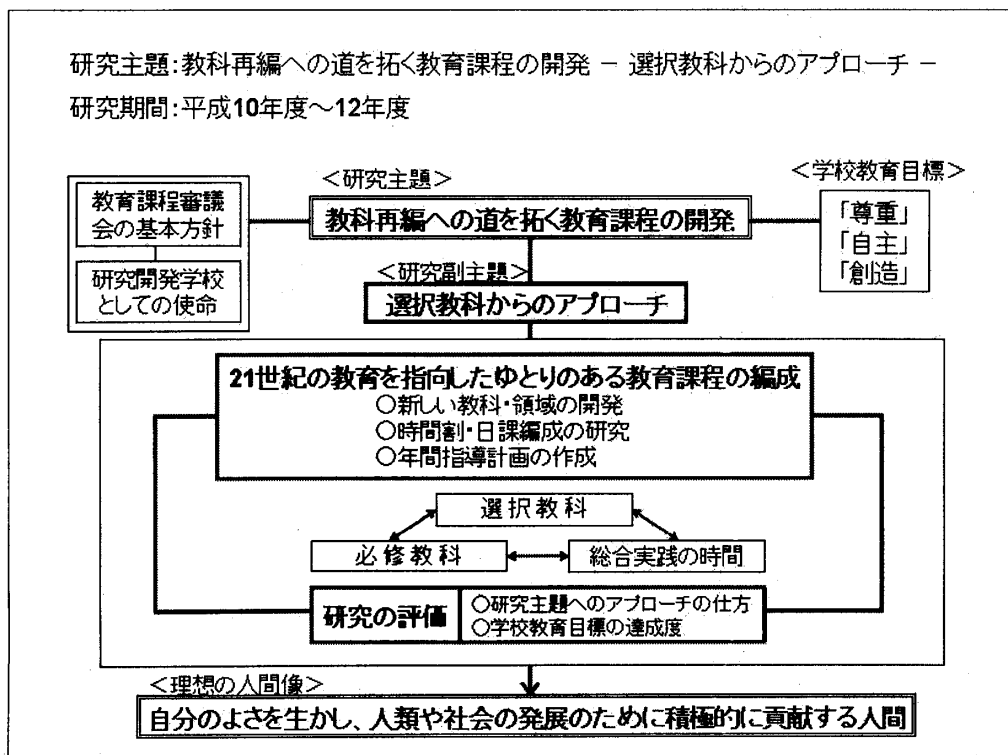 研究主題:教科再編への道を拓く教育課程の開発 － 選択教科からのアプローチ －
研究期間:平成10年度～12年度
＜研究主題＞
＜学校教育目標＞
教育課程審議
会の基本方針
教科再編への道を拓く教育課程の開発
「尊重」
「自主」
「創造」
研究開発学校
としての使命
＜研究副主題＞
選択教科からのアプローチ
21世紀の教育を指向したゆとりのある教育課程の編成
○新しい教科・領域の開発
○時間割・日課編成の研究
○年間指導計画の作成
選択教科
必修教科
総合実践の時間
研究の評価
○研究主題へのアプローチの仕方
○学校教育目標の達成度
＜理想の人間像＞
自分のよさを生かし、人類や社会の発展のために積極的に貢献する人間